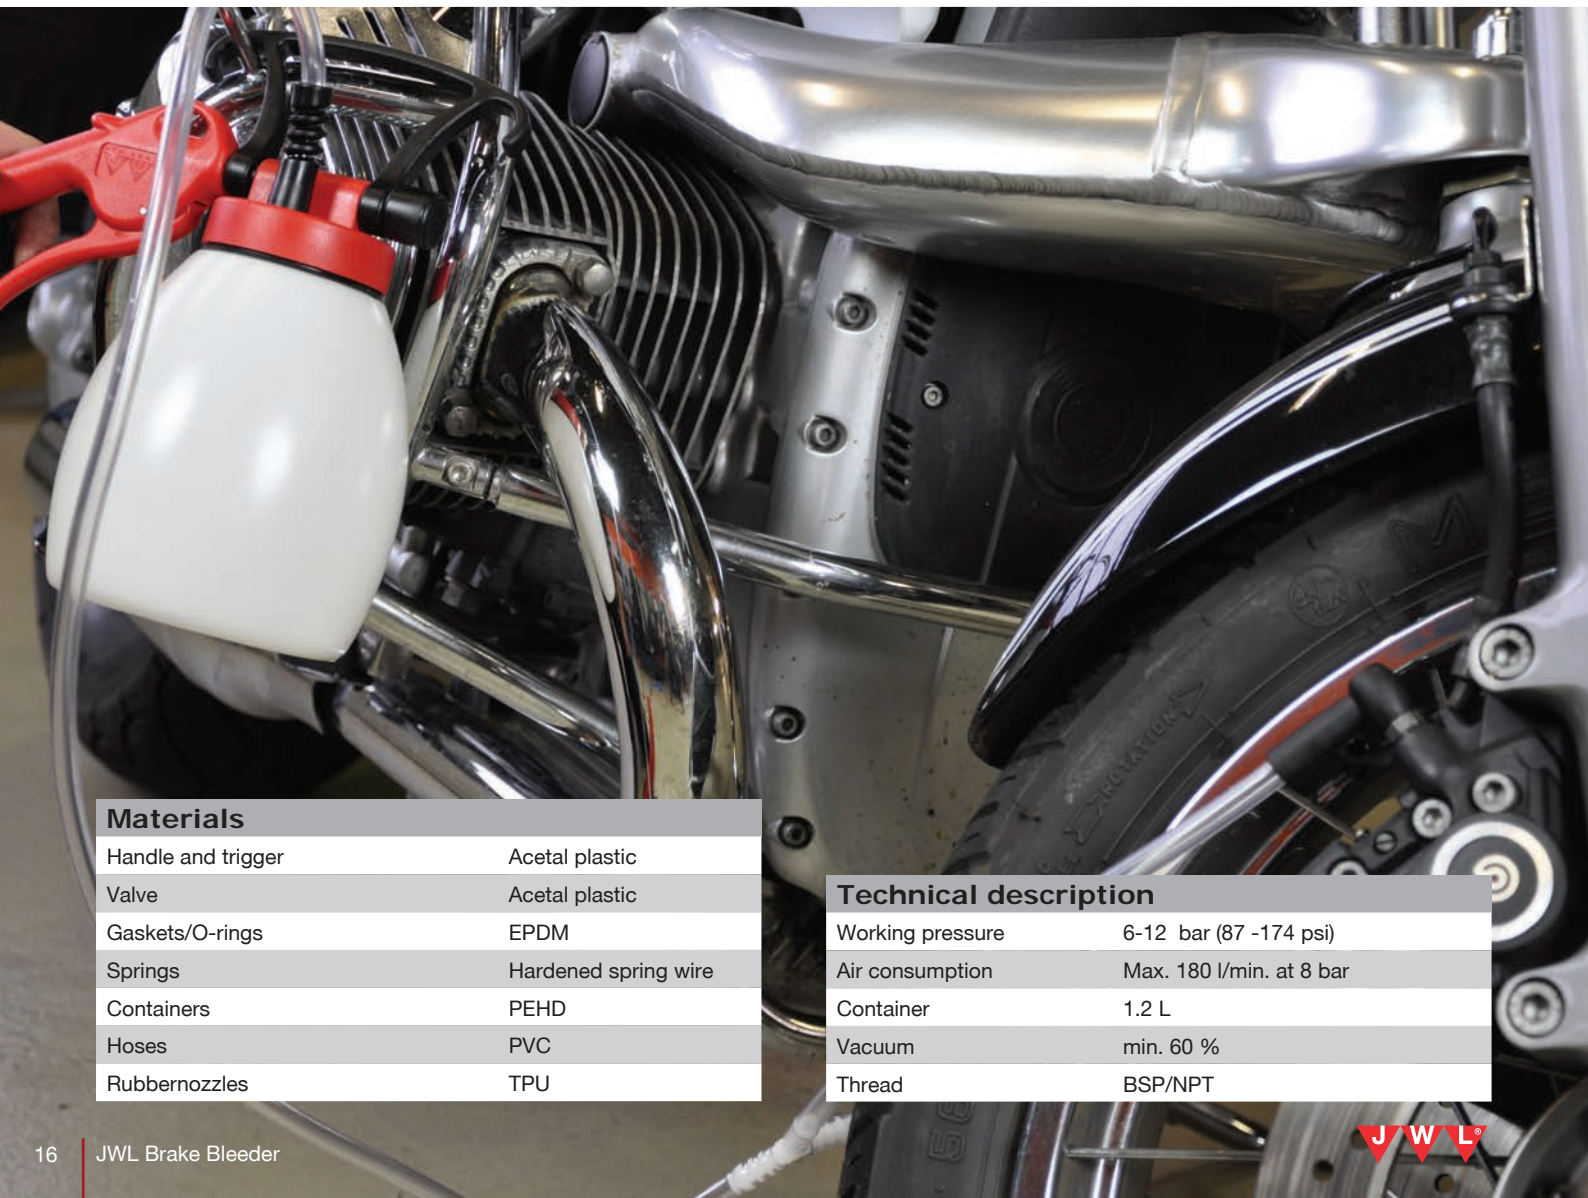 ROTATION
M
Materials
Handle and trigger Acetal plastic
Valve Acetal plastic
Gaskets/O-rings EPDM
Springs Hardened spring wire
Containers PEHD
Hoses PVC
Rubbernozzles TPU
Technical description
Working pressure 6-12 bar (87 -174 psi)
Air consumption Max. 180 l/min. at 8 bar
Container 1.2 L
Vacuum min. 60 %
Thread BSP/NPT
16 JWL Brake Bleeder
JWL®